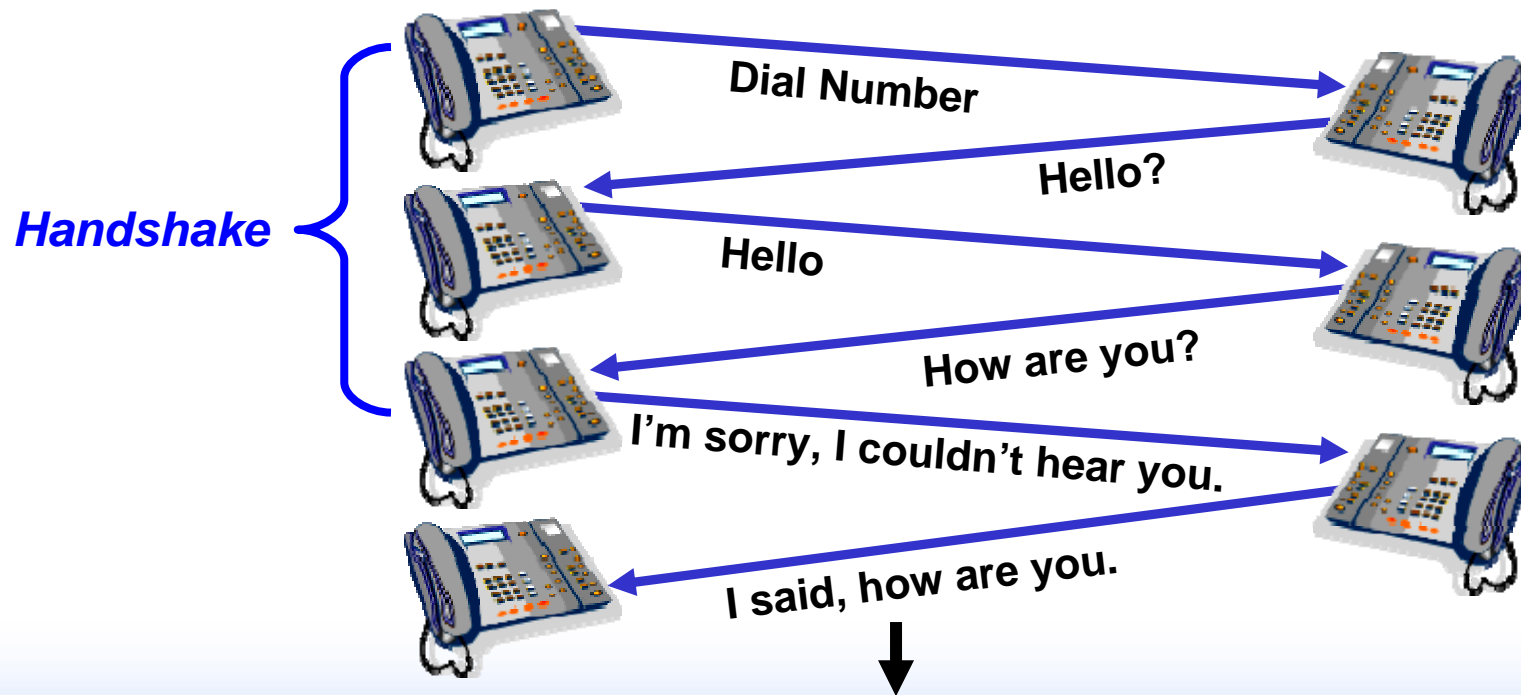 Dial Number
Hello?
Handshake
Hello
How are you?
I'm sorry, I couldn't hear you.
I said, how are you.